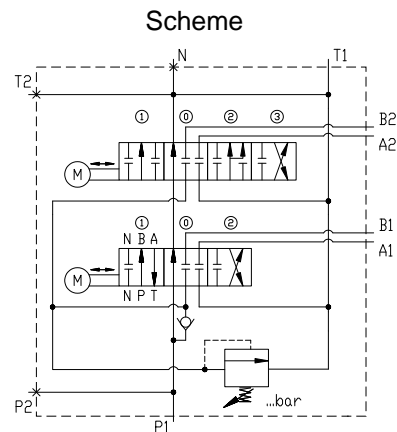 Scheme
N
T1
T2
① ⓪ ② ③
B2
A2
M
B1
① ⓪ ②
N B A
A1
M
N P T
...bar
P2
P1